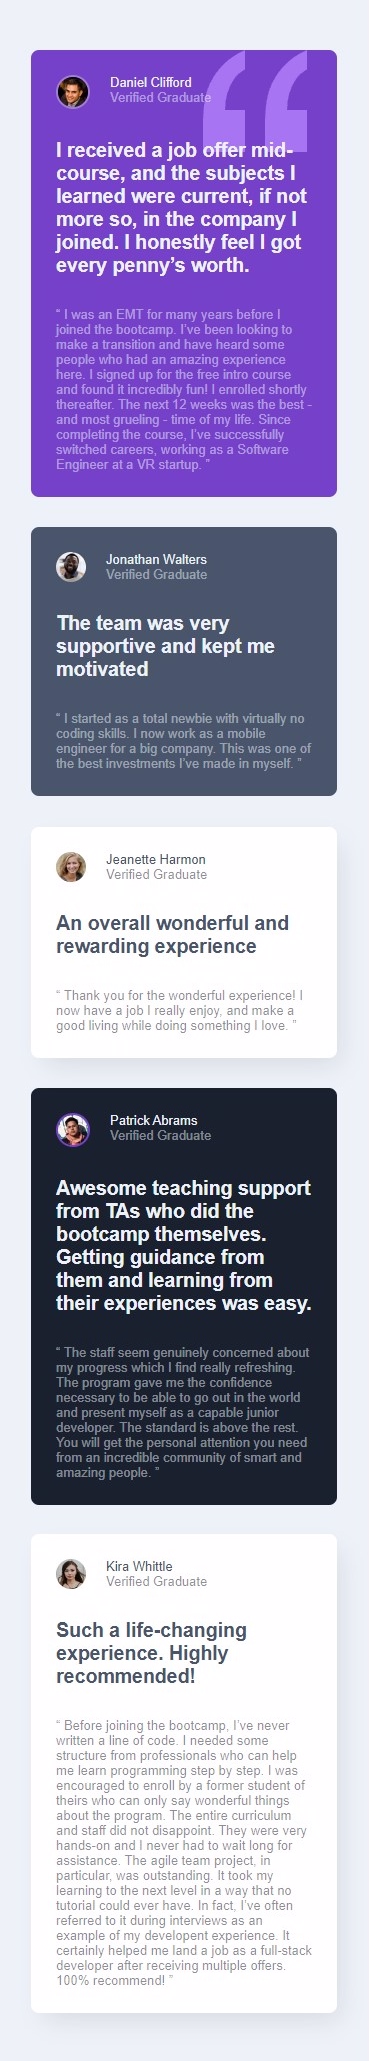 Daniel Clifford
Verified Graduate
I received a job offer mid-
course, and the subjects I
learned were current, if not
more so, in the company I
joined. I honestly feel I got
every penny’s worth.
“ I was an EMT for many years before I
joined the bootcamp. I’ve been looking to
make a transition and have heard some
people who had an amazing experience
here. I signed up for the free intro course
and found it incredibly fun! I enrolled shortly
thereafter. The next 12 weeks was the best -
and most grueling - time of my life. Since
completing the course, I’ve successfully
switched careers, working as a Software
Engineer at a VR startup. ”
Jonathan Walters
Verified Graduate
The team was very
supportive and kept me
motivated
“ I started as a total newbie with virtually no
coding skills. I now work as a mobile
engineer for a big company. This was one of
the best investments I’ve made in myself. ”
Jeanette Harmon
Verified Graduate
An overall wonderful and
rewarding experience
“ Thank you for the wonderful experience! I
now have a job I really enjoy, and make a
good living while doing something I love. ”
Patrick Abrams
Verified Graduate
Awesome teaching support
from TAs who did the
bootcamp themselves.
Getting guidance from
them and learning from
their experiences was easy.
“ The staff seem genuinely concerned about
my progress which I find really refreshing.
The program gave me the confidence
necessary to be able to go out in the world
and present myself as a capable junior
developer. The standard is above the rest.
You will get the personal attention you need
from an incredible community of smart and
amazing people. ”
Kira Whittle
Verified Graduate
Such a life-changing
experience. Highly
recommended!
“ Before joining the bootcamp, I’ve never
written a line of code. I needed some
structure from professionals who can help
me learn programming step by step. I was
encouraged to enroll by a former student of
theirs who can only say wonderful things
about the program. The entire curriculum
and staff did not disappoint. They were very
hands-on and I never had to wait long for
assistance. The agile team project, in
particular, was outstanding. It took my
learning to the next level in a way that no
tutorial could ever have. In fact, I’ve often
referred to it during interviews as an
example of my developent experience. It
certainly helped me land a job as a full-stack
developer after receiving multiple offers.
100% recommend! ”